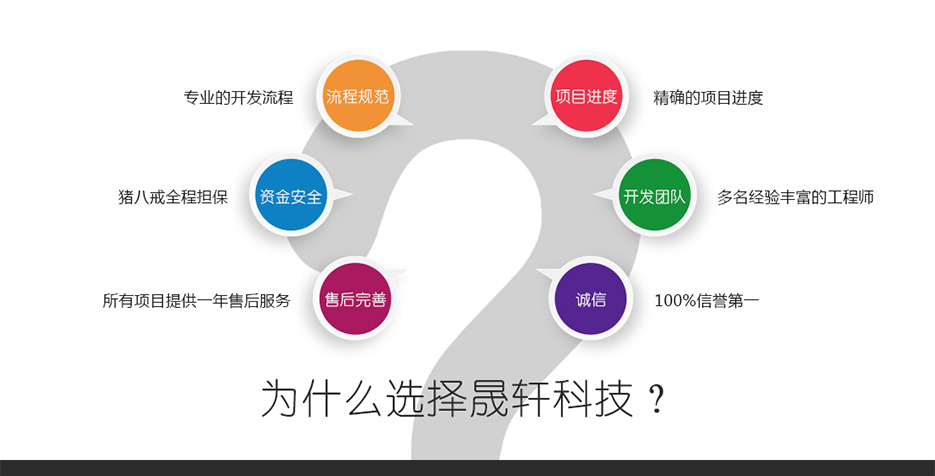 专业的开发流程
流程规范
项目进度
精确的项目进度
猪八戒全程担保
资金安全
开发团队
多名经验丰富的工程师
所有项目提供一年售后服务
售后完善
诚信
100%信誉第一
为什么选择晟轩科技？